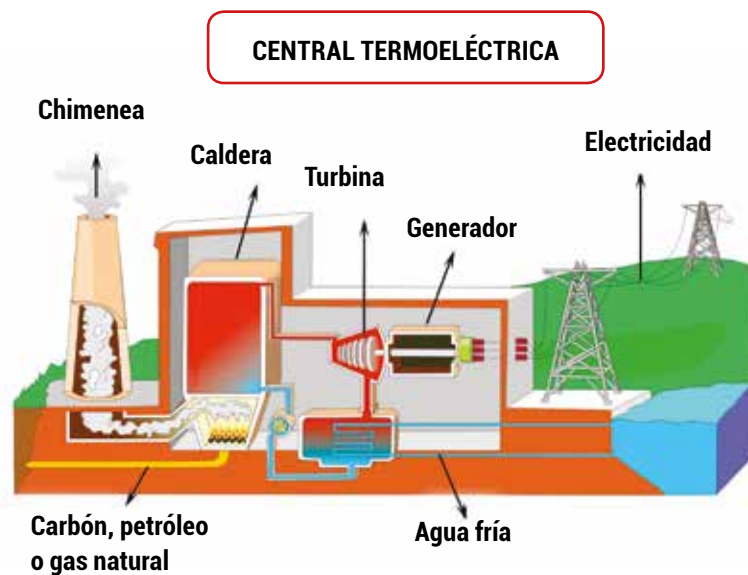 CENTRAL TERMOELÉCTRICA
Chimenea
Caldera
Turbina
Generador
Electricidad
Carbón, petróleo
o gas natural
Agua fría